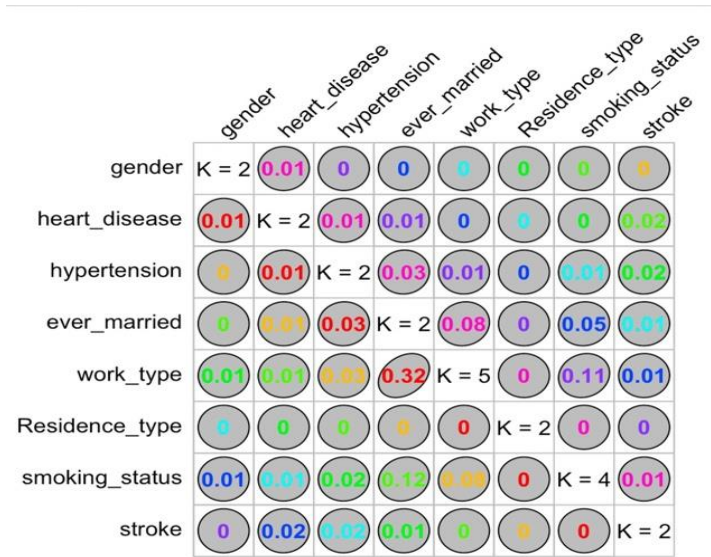 gender heart_disease hypertension ever_married work_type Residence_type smoking_status stroke
gender K = 2 0.01 0 0 0 0 0 0
heart_disease 0.01 K = 2 0.01 0.01 0 0 0 0.02
hypertension 0 0.01 K = 2 0.03 0.01 0 0.01 0.02
ever_married 0 0.01 0.03 K = 2 0.08 0 0.05 0.01
work_type 0.01 0.01 0.03 0.32 K = 5 0 0.11 0.01
Residence_type 0 0 0 0 0 K = 2 0 0
smoking_status 0.01 0.01 0.02 0.12 0.08 0 K = 4 0.01
stroke 0 0.02 0.02 0.01 0 0 0 K = 2